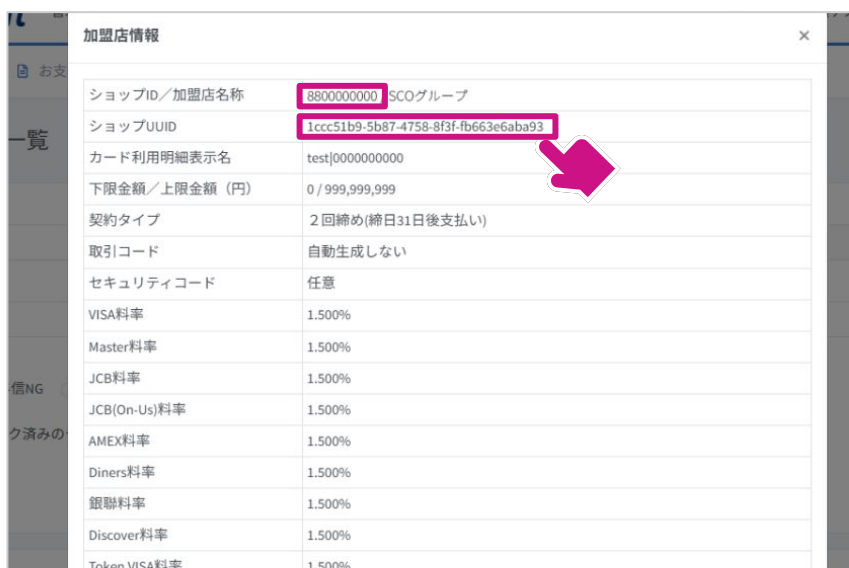 加盟店情報 ×
お支
ショップID／加盟店名称 8800000000 SCOグループ
ショップUUID 1ccc51b9-5b87-4758-8f3f-fb663e6aba93
一覧
カード利用明細表示名 test|0000000000
下限金額／上限金額（円） 0 / 999,999,999
契約タイプ ２回締め(締日31日後支払い)
取引コード 自動生成しない
セキュリティコード 任意
VISA料率 1.500%
Master料率 1.500%
JCB料率 1.500%
信NG
JCB(On-Us)料率 1.500%
ク済みの
AMEX料率 1.500%
Diners料率 1.500%
銀聯料率 1.500%
Discover料率 1.500%
Token VISA料率 1.500%